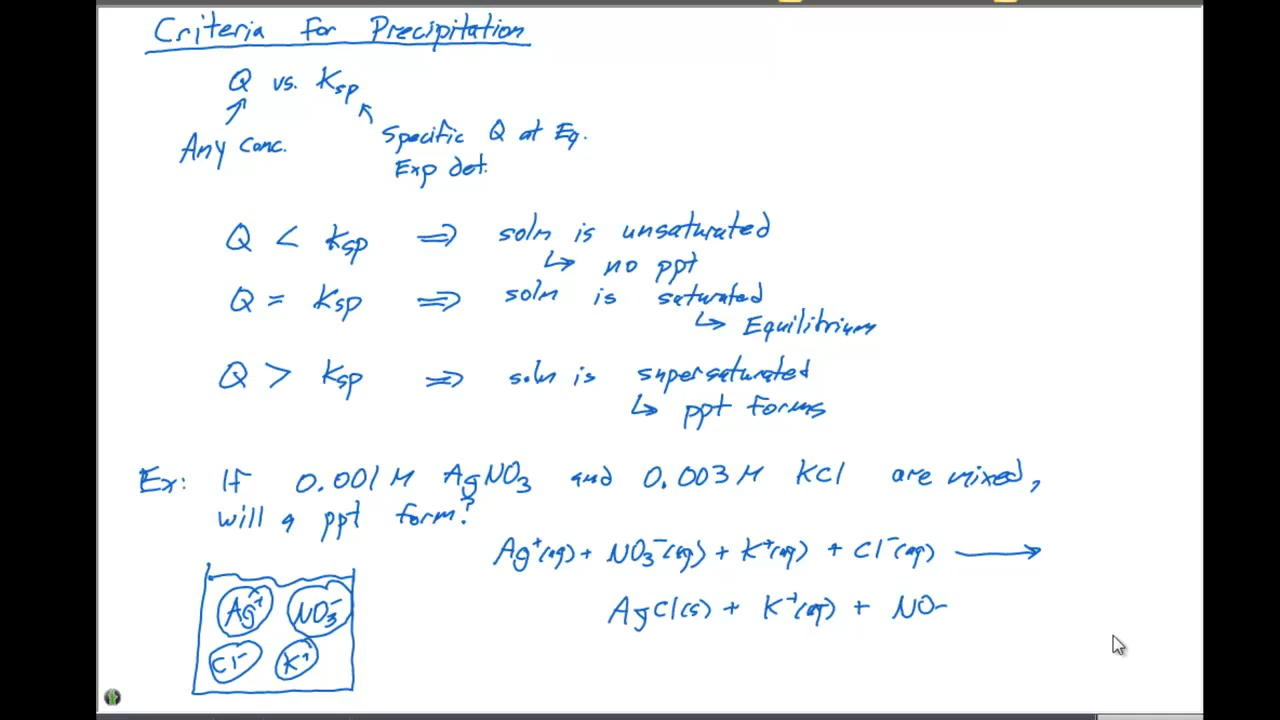 Criteria for Precipitation
Q vs. Ksp
Any conc.
Specific Q at Eq.
Exp det.
Q < Ksp ⇒ soln is unsaturated
↳ no ppt
Q = Ksp ⇒ soln is saturated
↳ Equilibrium
Q > Ksp ⇒ soln is supersaturated
↳ ppt forms
Ex: If 0.001 M AgNO₃ and 0.003 M KCl are mixed,
will a ppt form?
Ag⁺(aq) + NO₃⁻(aq) + K⁺(aq) + Cl⁻(aq) →
AgCl(s) + K⁺(aq) + NO
Ag⁺ NO₃⁻
Cl⁻ K⁺